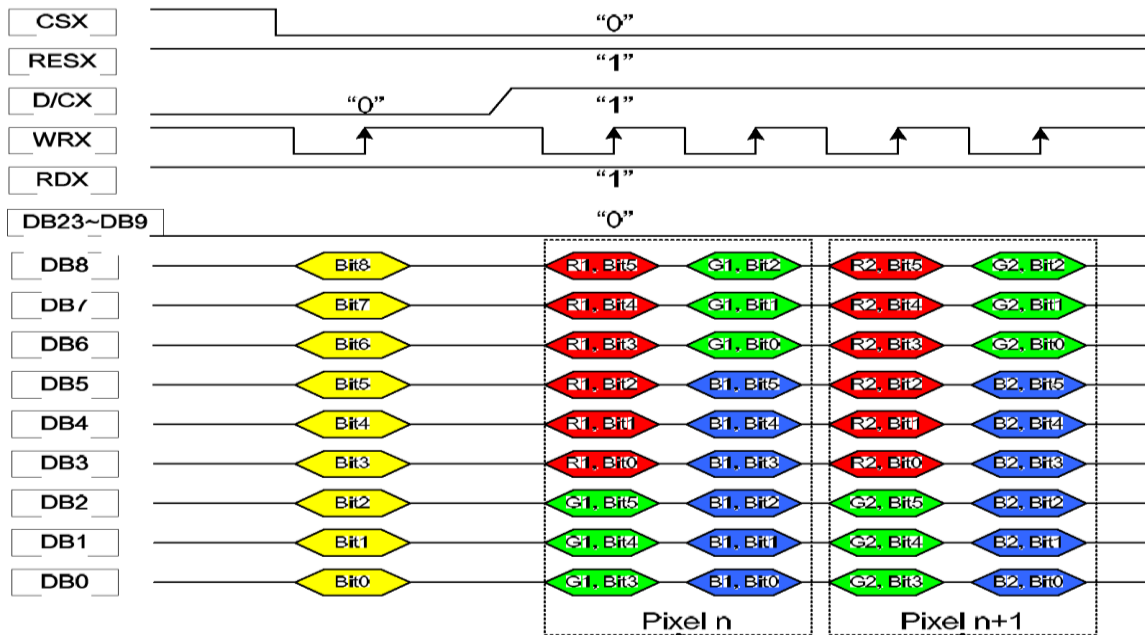 CSX “0”
RESX “1”
D/CX “0” “1”
WRX
RDX “1”
DB23~DB9 “0”
DB8 Bit8 R1, Bit5 G1, Bit2 R2, Bit5 G2, Bit2
DB7 Bit7 R1, Bit4 G1, Bit1 R2, Bit4 G2, Bit1
DB6 Bit6 R1, Bit3 G1, Bit0 R2, Bit3 G2, Bit0
DB5 Bit5 R1, Bit2 B1, Bit5 R2, Bit2 B2, Bit5
DB4 Bit4 R1, Bit1 B1, Bit4 R2, Bit1 B2, Bit4
DB3 Bit3 R1, Bit0 B1, Bit3 R2, Bit0 B2, Bit3
DB2 Bit2 G1, Bit5 B1, Bit2 G2, Bit5 B2, Bit2
DB1 Bit1 G1, Bit4 B1, Bit1 G2, Bit4 B2, Bit1
DB0 Bit0 G1, Bit3 B1, Bit0 G2, Bit3 B2, Bit0
Pixel n Pixel n+1